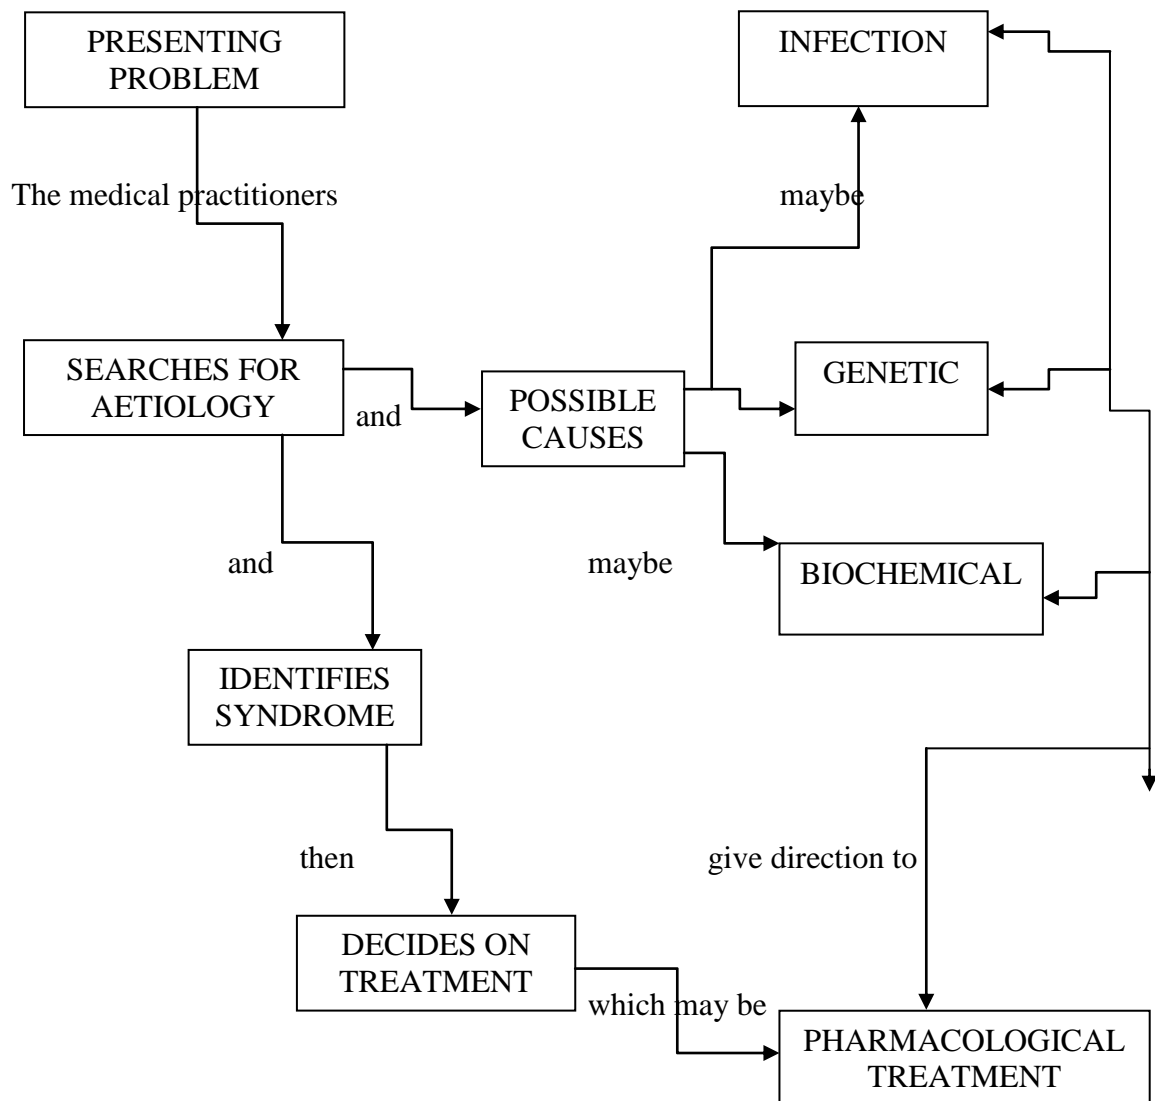 PRESENTING
PROBLEM
INFECTION
The medical practitioners
maybe
SEARCHES FOR
AETIOLOGY
and
POSSIBLE
CAUSES
GENETIC
and
maybe
BIOCHEMICAL
IDENTIFIES
SYNDROME
then
give direction to
DECIDES ON
TREATMENT
which may be
PHARMACOLOGICAL
TREATMENT